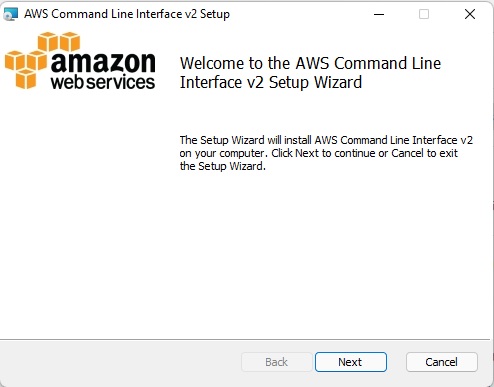 AWS Command Line Interface v2 Setup
amazon
web services
Welcome to the AWS Command Line
Interface v2 Setup Wizard
The Setup Wizard will install AWS Command Line Interface v2
on your computer. Click Next to continue or Cancel to exit
the Setup Wizard.
Back
Next
Cancel